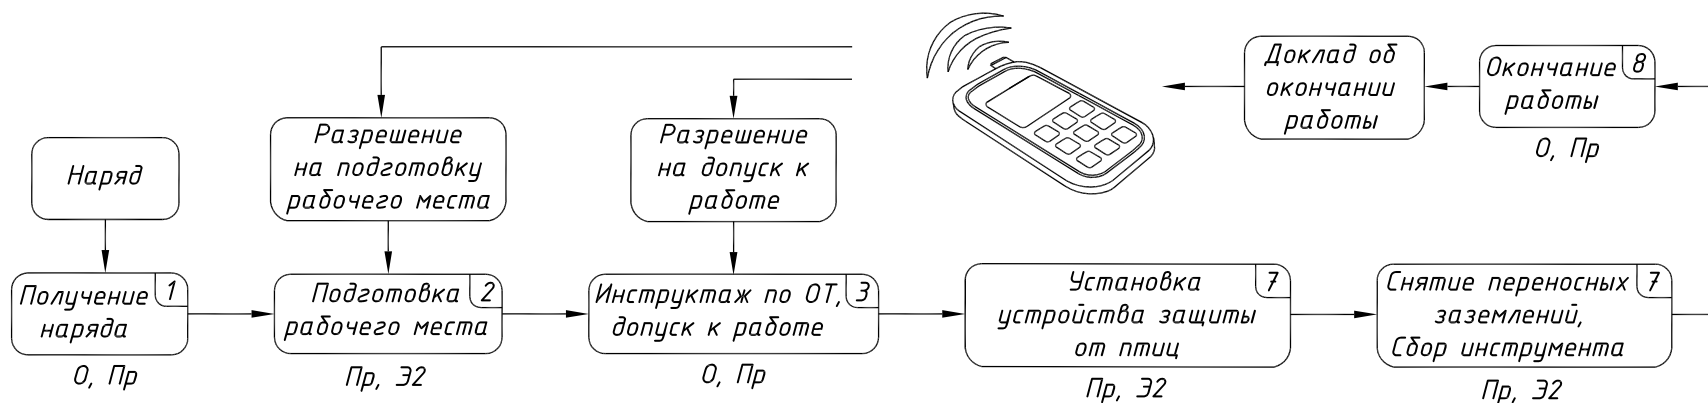 Наряд
Разрешение
на подготовку
рабочего места
Разрешение
на допуск к
работе
Доклад об
окончании
работы
Окончание 8
работы
О, Пр
Получение 1
наряда
О, Пр
Подготовка 2
рабочего места
Пр, Э2
Инструктаж по ОТ, 3
допуск к работе
О, Пр
Установка 7
устройства защиты
от птиц
Пр, Э2
Снятие переносных 7
заземлений,
Сбор инструмента
Пр, Э2